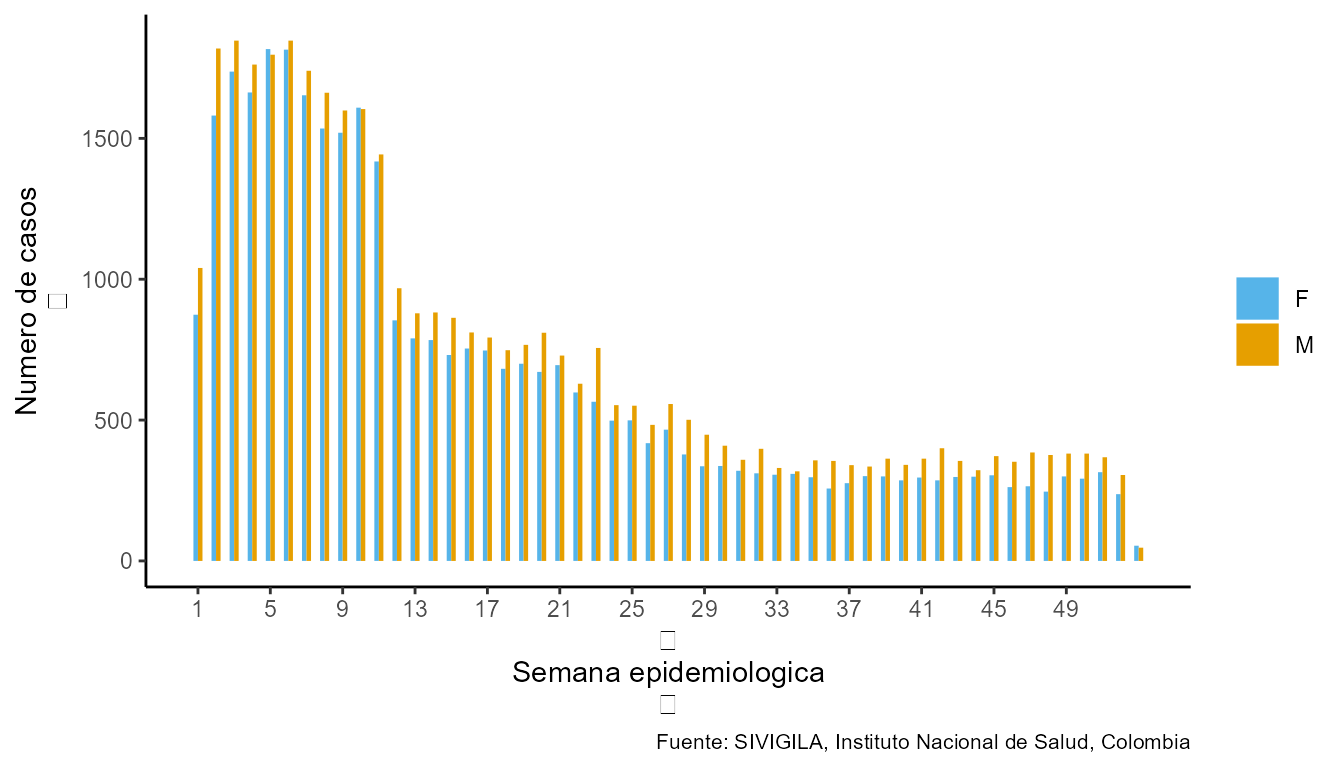 Numero de casos
1500
1000
500
0
1 5 9 13 17 21 25 29 33 37 41 45 49
Semana epidemiologica
F
M
Fuente: SIVIGILA, Instituto Nacional de Salud, Colombia